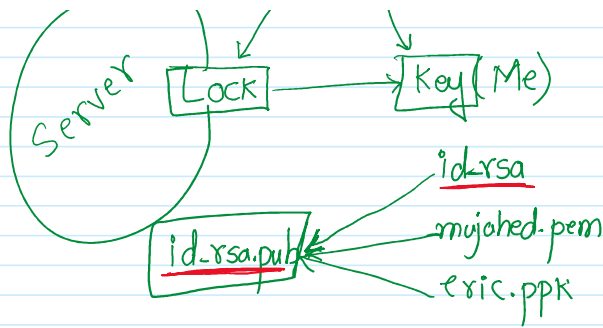 Server
Lock
Key (Me)
id_rsa
id_rsa.pub
mujahed.pem
eric.ppk